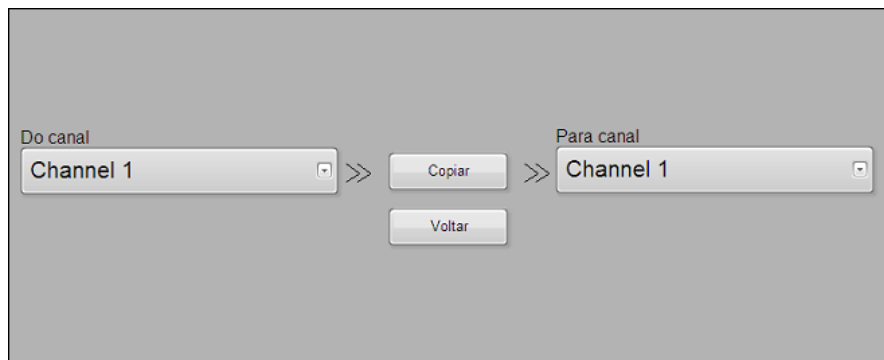 Do canal
Channel 1
>>
Copiar
>>
Para canal
Channel 1
Voltar